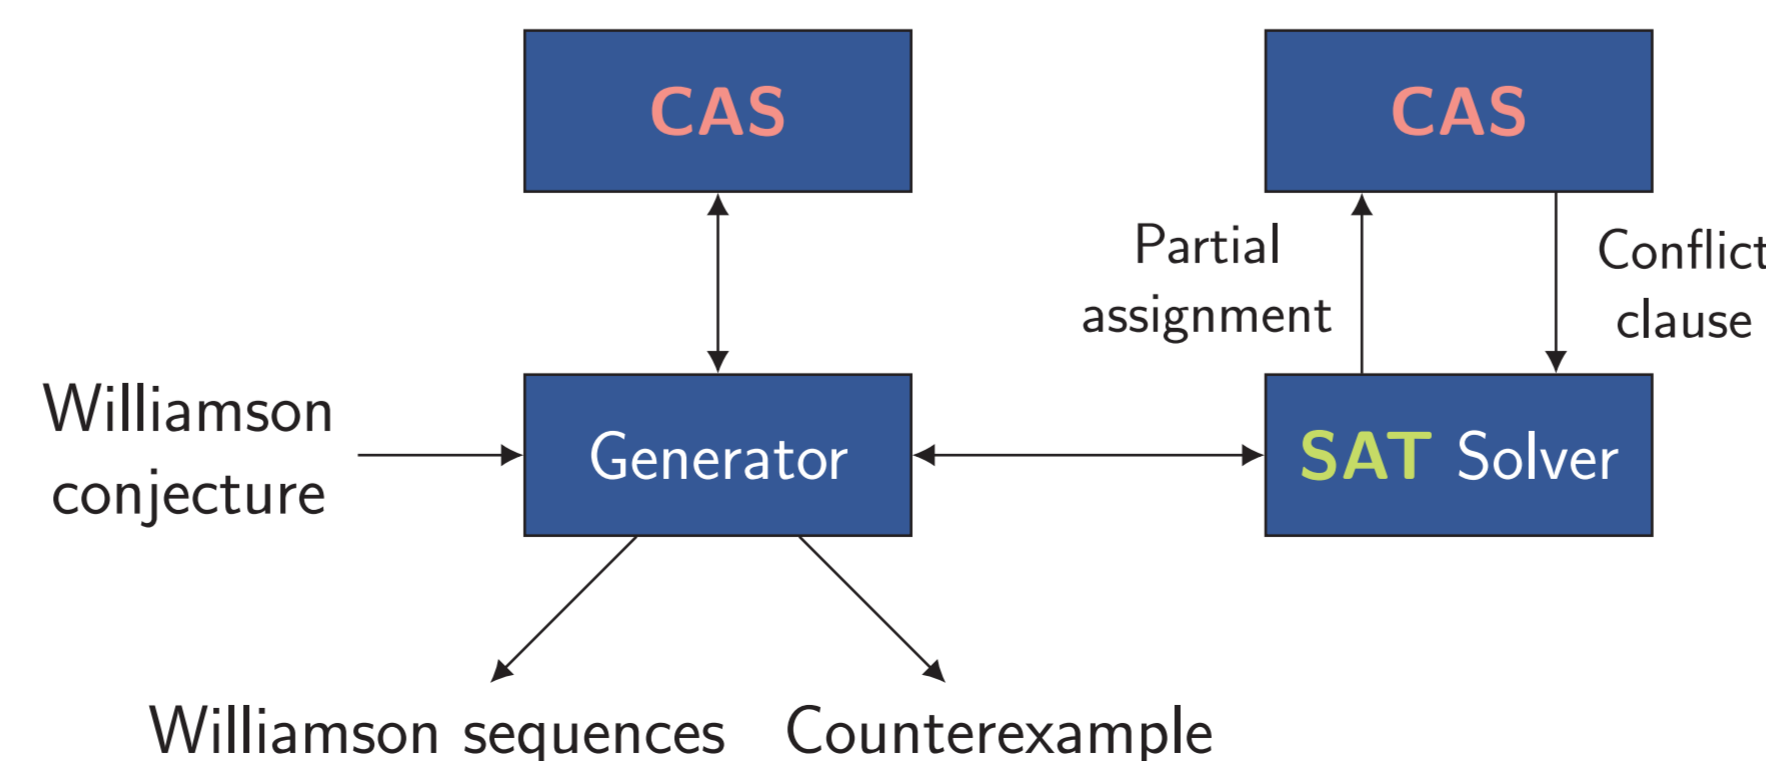 CAS
CAS
Partial
assignment
Conflict
clause
Williamson
conjecture
Generator
SAT Solver
Williamson sequences
Counterexample